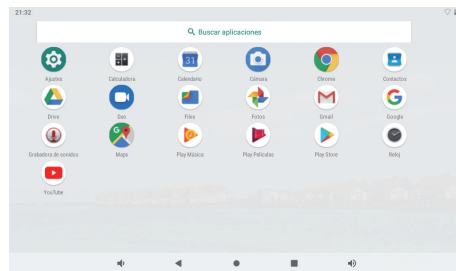 21:32
Buscar aplicaciones
31
Ajustes Calculadora Calendario Cámara Chrome Contactos
Drive Duo Files Fotos Gmail Google
Grabadora de sonidos Maps Play Música Play Películas Play Store Reloj
YouTube